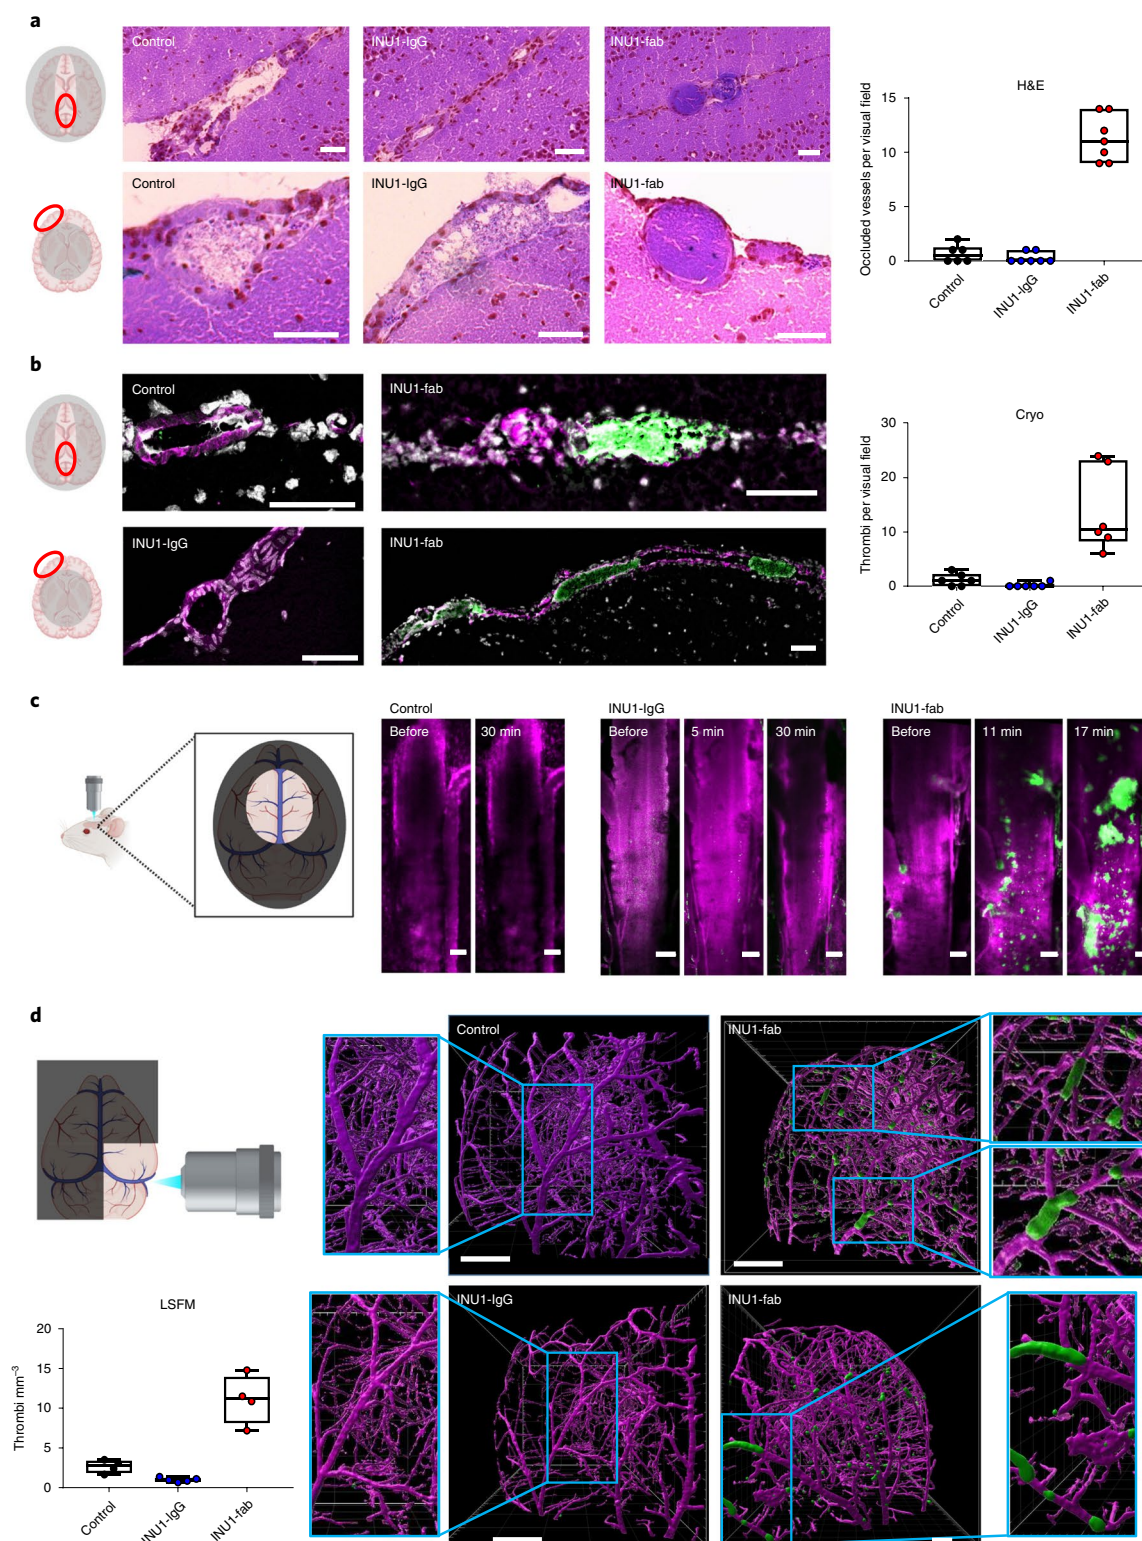 a
Control
INU1-IgG
INU1-fab
Control
INU1-IgG
INU1-fab
H&E
Occluded vessels per visual field
15
10
5
0
Control
INU1-IgG
INU1-fab
b
Control
INU1-fab
INU1-IgG
INU1-fab
Cryo
Thrombi per visual field
30
20
10
0
Control
INU1-IgG
INU1-fab
c
Control
Before
30 min
INU1-IgG
Before
5 min
30 min
INU1-fab
Before
11 min
17 min
d
Control
INU1-fab
INU1-IgG
INU1-fab
LSFM
Thrombi mm⁻³
20
15
10
5
0
Control
INU1-IgG
INU1-fab